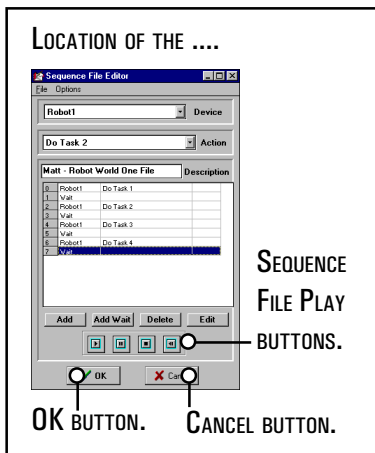 LOCATION OF THE ....
Sequence File Editor
File Options
Robot1 Device
Do Task 2 Action
Matt - Robot World One File Description
0 Robot1 Do Task 1
1 Wait
2 Robot1 Do Task 2
3 Wait
4 Robot1 Do Task 3
5 Wait
6 Robot1 Do Task 4
7 Wait
Add Add Wait Delete Edit
SEQUENCE
FILE PLAY
BUTTONS.
OK
OK BUTTON.
CANCEL BUTTON.